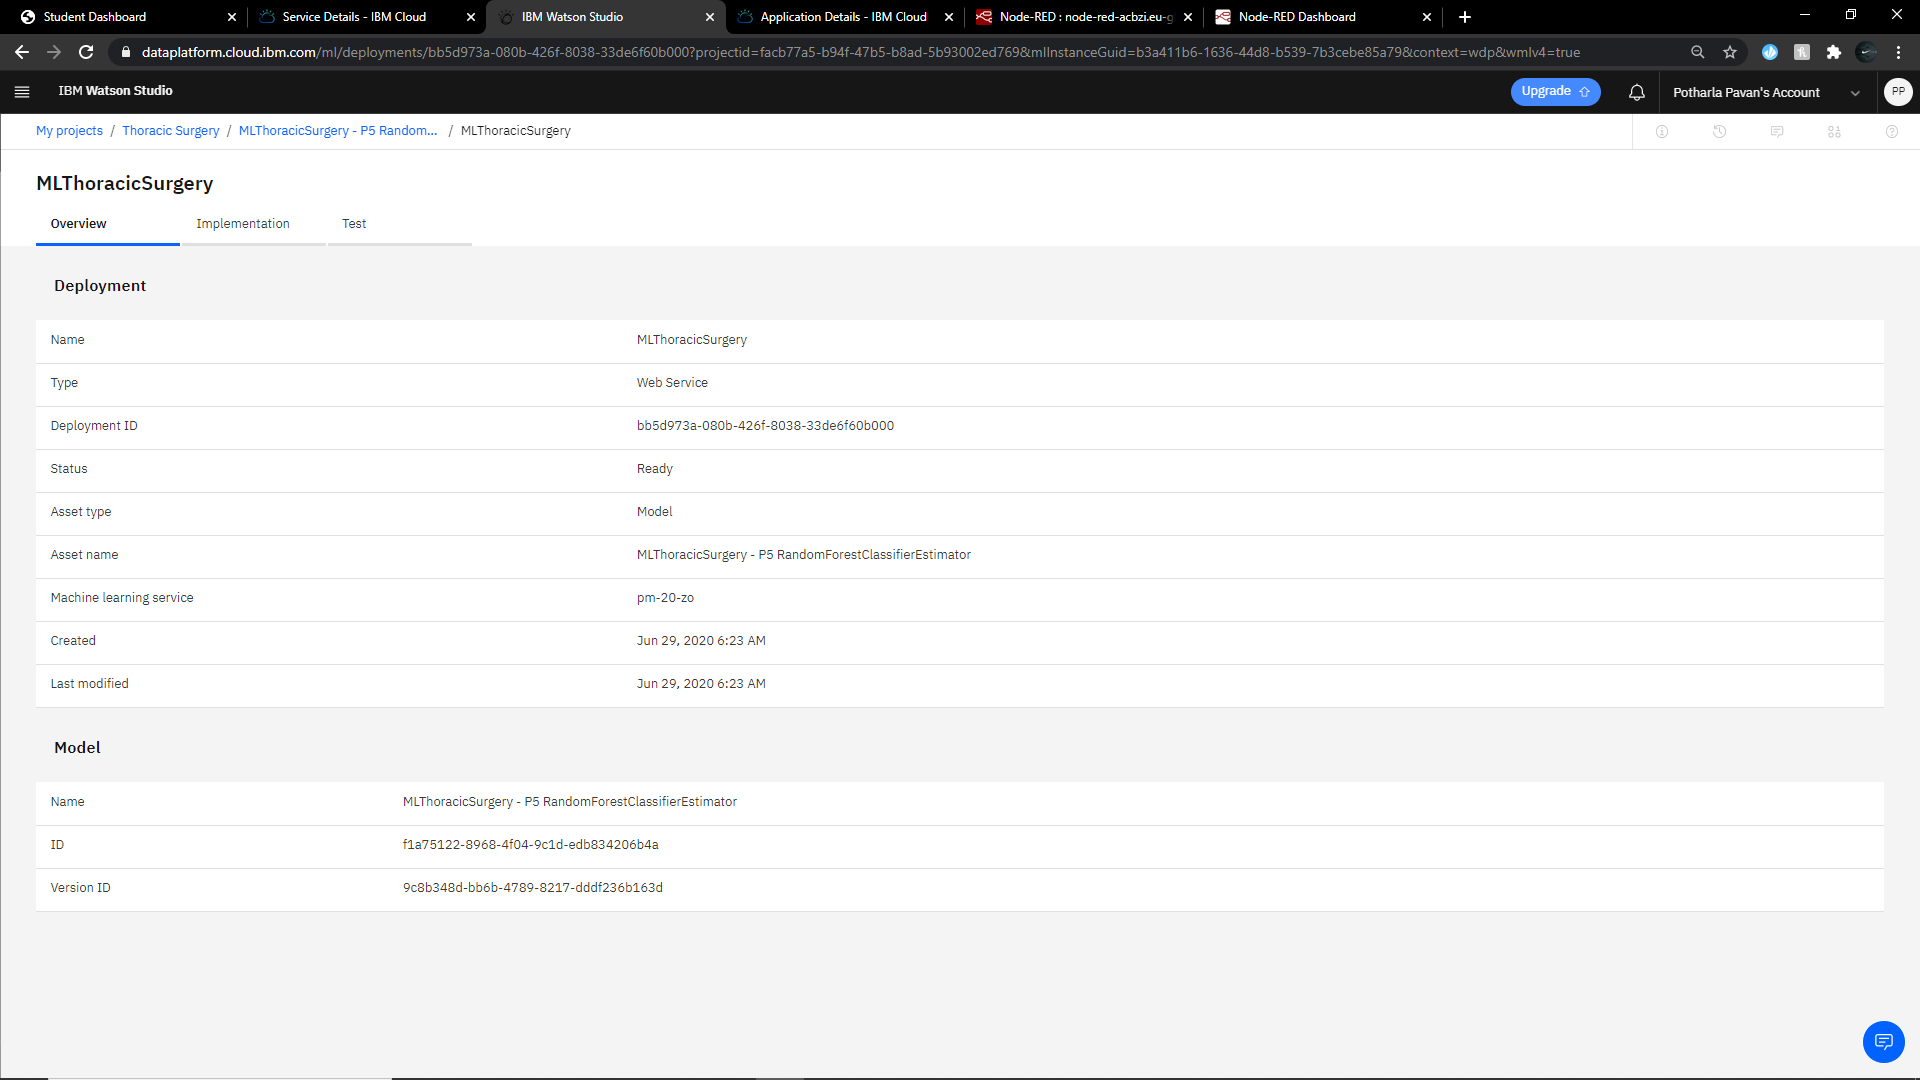 Student Dashboard
Service Details - IBM Cloud
IBM Watson Studio
Application Details - IBM Cloud
Node-RED : node-red-acbzi.eu-g
Node-RED Dashboard
dataplatform.cloud.ibm.com/ml/deployments/bb5d973a-080b-426f-8038-33de6f60b000?projectid=facb77a5-b94f-47b5-b8ad-5b93002ed769&mlInstanceGuid=b3a411b6-1636-44d8-b539-7b3cebe85a79&context=wdp&wmlv4=true
IBM Watson Studio
Upgrade
Potharla Pavan's Account
PP
My projects / Thoracic Surgery / MLThoracicSurgery - P5 Random... / MLThoracicSurgery
MLThoracicSurgery
Overview Implementation Test
Deployment
Name MLThoracicSurgery
Type Web Service
Deployment ID bb5d973a-080b-426f-8038-33de6f60b000
Status Ready
Asset type Model
Asset name MLThoracicSurgery - P5 RandomForestClassifierEstimator
Machine learning service pm-20-zo
Created Jun 29, 2020 6:23 AM
Last modified Jun 29, 2020 6:23 AM
Model
Name MLThoracicSurgery - P5 RandomForestClassifierEstimator
ID f1a75122-8968-4f04-9c1d-edb834206b4a
Version ID 9c8b348d-bb6b-4789-8217-dddf236b163d